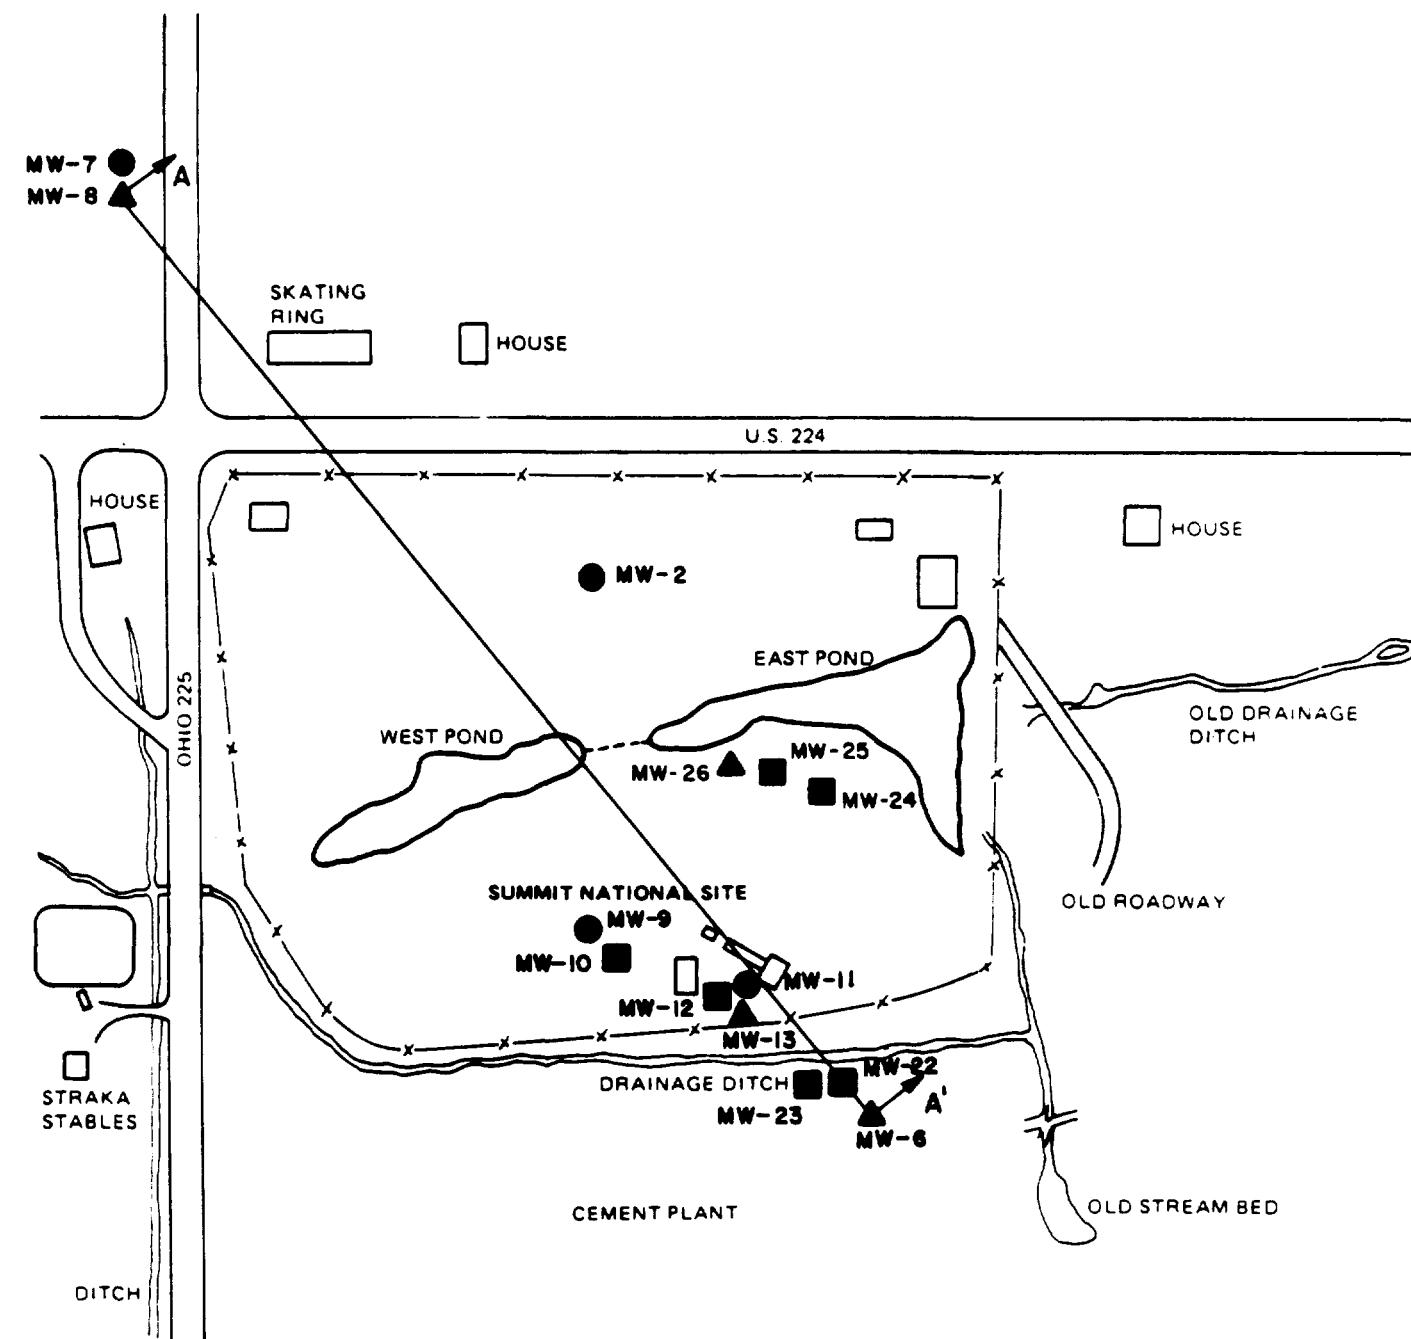 MW-7
A
MW-8
SKATING
RING
HOUSE
U.S. 224
HOUSE
HOUSE
MW-2
EAST POND
OHIO 225
WEST POND
OLD DRAINAGE
DITCH
MW-25
MW-26
MW-24
SUMMIT NATIONAL SITE
OLD ROADWAY
MW-9
MW-10
MW-11
MW-12
MW-13
MW-22
DRAINAGE DITCH
STRAKA
STABLES
A'
MW-23
MW-6
CEMENT PLANT
OLD STREAM BED
DITCH